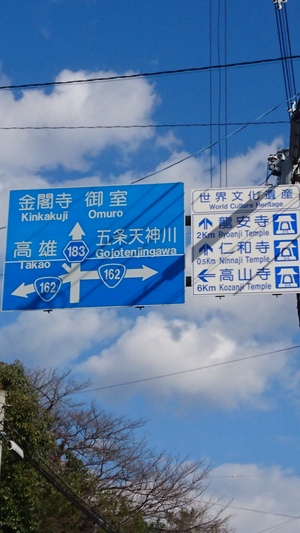 金閣寺 御室
Kinkakuji Omuro
高雄
Takao
183
五条天神川
Gojotenjingawa
162
162
世界文化遺産
World Culture Heritage
龍安寺
2Km Ryoanji Temple
仁和寺
0.5Km Ninnaji Temple
高山寺
6Km Kozanji Temple